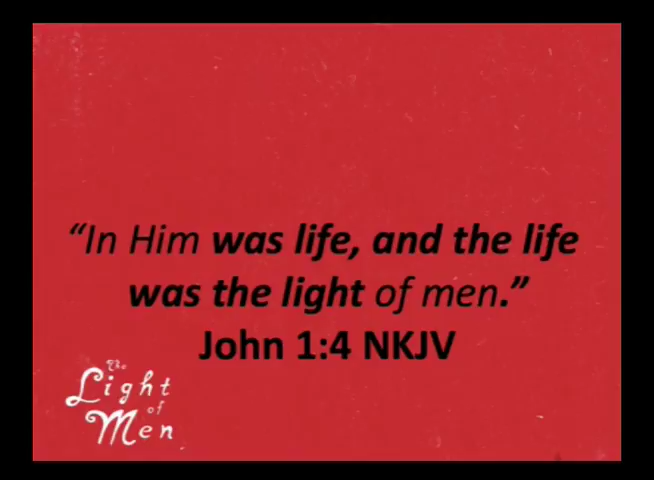 “In Him was life, and the life
was the light of men.”
John 1:4 NKJV
The
Light
of
Men